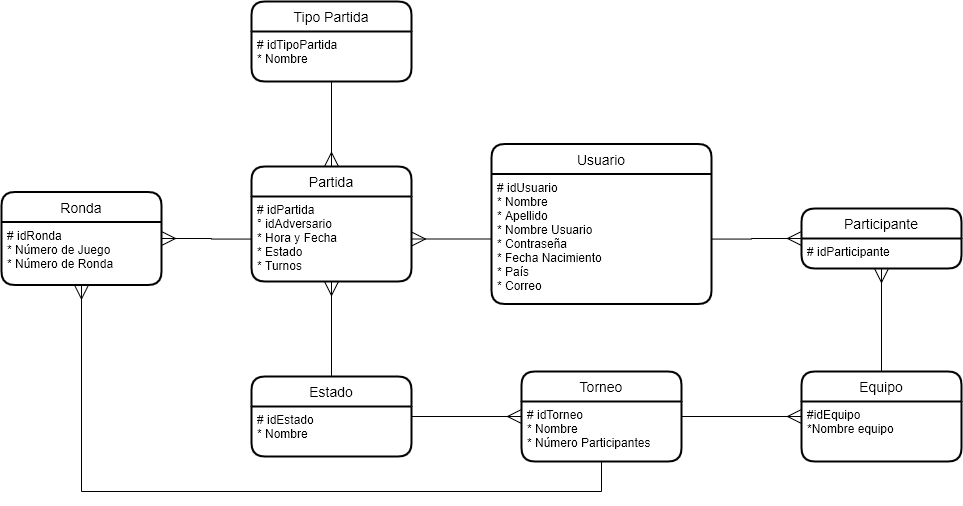 Tipo Partida
# idTipoPartida
* Nombre
Partida
# idPartida
° idAdversario
* Hora y Fecha
* Estado
* Turnos
Usuario
# idUsuario
* Nombre
* Apellido
* Nombre Usuario
* Contraseña
* Fecha Nacimiento
* País
* Correo
Ronda
# idRonda
* Número de Juego
* Número de Ronda
Participante
# idParticipante
Estado
# idEstado
* Nombre
Torneo
# idTorneo
* Nombre
* Número Participantes
Equipo
#idEquipo
*Nombre equipo